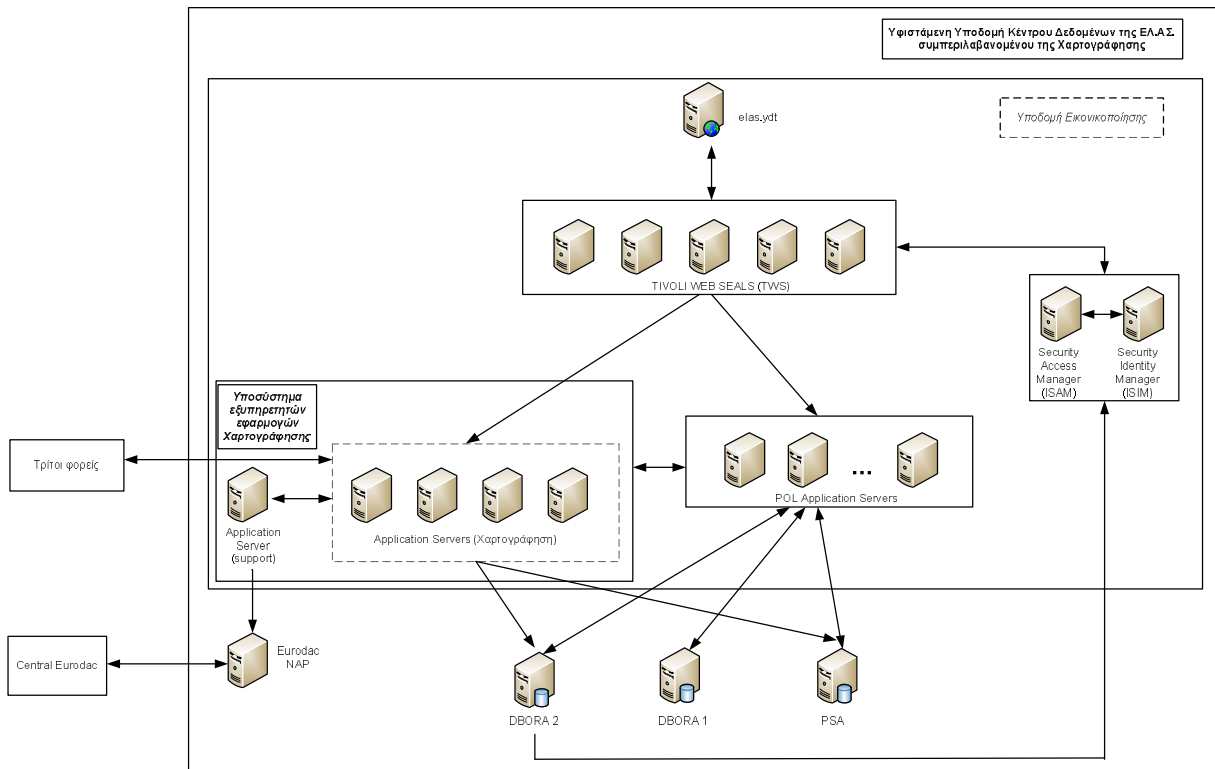 Υφιστάμενη Υποδομή Κέντρου Δεδομένων της ΕΛ.ΑΣ.
συμπεριλαβανομένου της Χαρτογράφησης
elas.ydt
Υποδομή Εικονικοποίησης
TIVOLI WEB SEALS (TWS)
Security
Access
Manager
(ISAM)
Security
Identity
Manager
(ISIM)
Υποσύστημα
εξυπηρετητών
εφαρμογών
Χαρτογράφησης
Τρίτοι φορείς
...
POL Application Servers
Application
Server
(support)
Application Servers (Χαρτογράφηση)
Eurodac
NAP
Central Eurodac
DBORA 2
DBORA 1
PSA